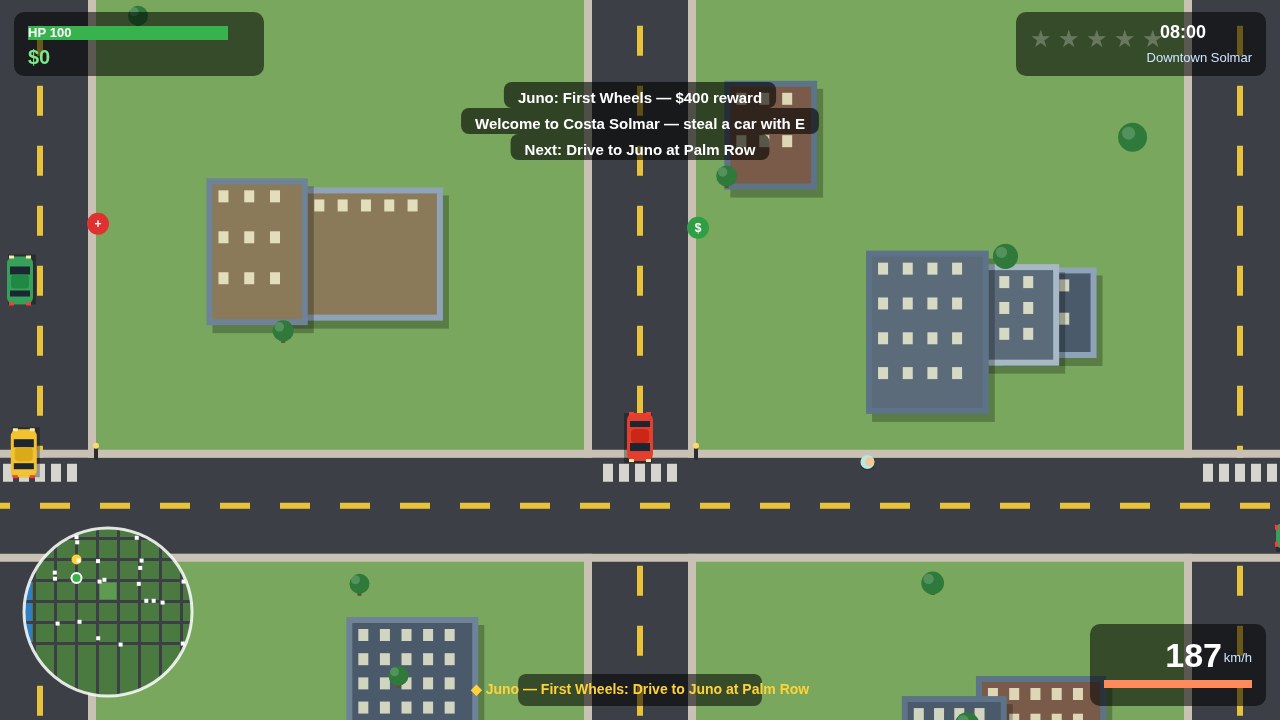 HP 100
$0
★★★★★ 08:00
Downtown Solmar
Juno: First Wheels — $400 reward
Welcome to Costa Solmar — steal a car with E
Next: Drive to Juno at Palm Row
+
$
◆ Juno — First Wheels: Drive to Juno at Palm Row
187 km/h